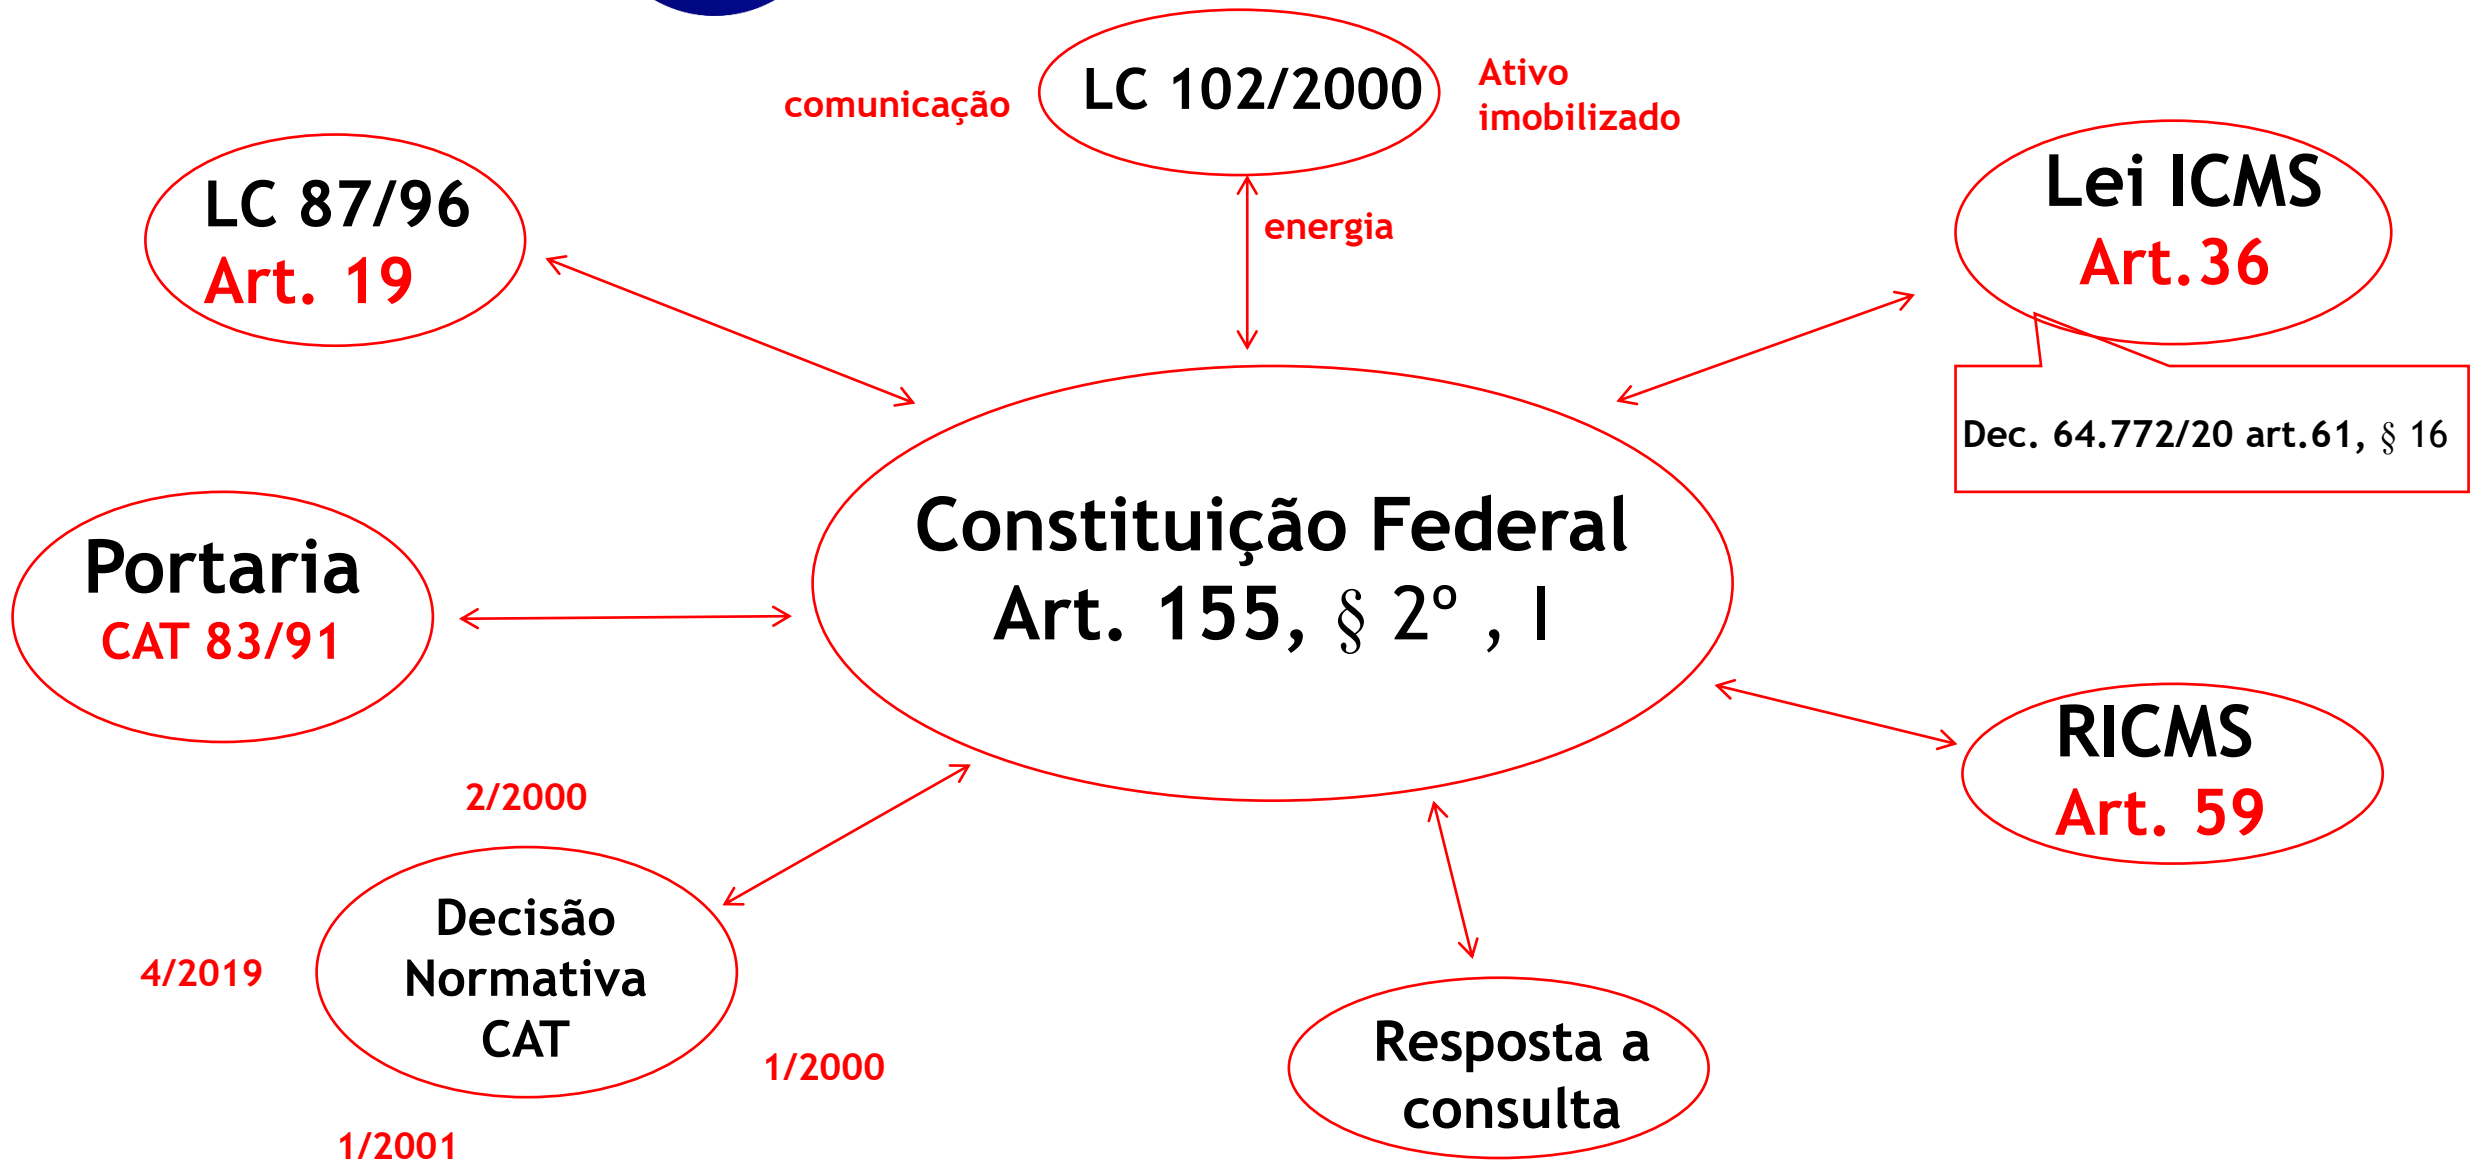 LC 102/2000
comunicação
Ativo
imobilizado
energia
LC 87/96
Art. 19
Lei ICMS
Art.36
Dec. 64.772/20 art.61, § 16
Constituição Federal
Art. 155, § 2º , I
Portaria
CAT 83/91
RICMS
Art. 59
2/2000
Decisão
Normativa
CAT
4/2019
1/2000
1/2001
Resposta a
consulta